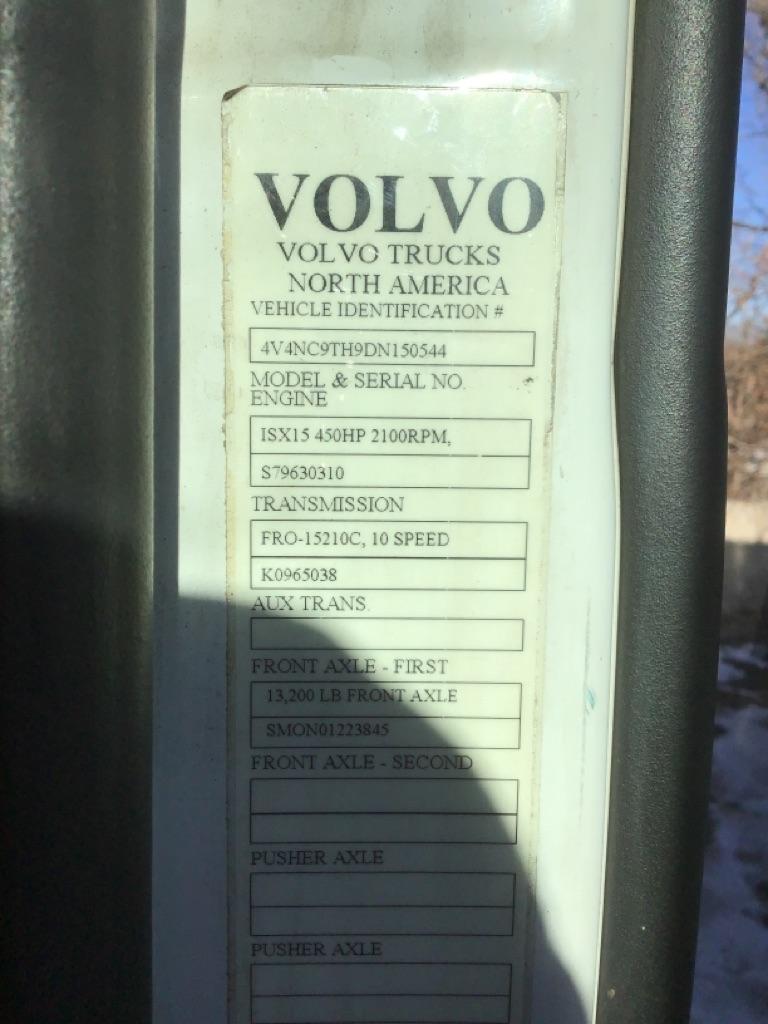 VOLVO
VOLVO TRUCKS
NORTH AMERICA
VEHICLE IDENTIFICATION #
4V4NC9TH9DN150544
MODEL & SERIAL NO.
ENGINE
ISX15 450HP 2100RPM,
S79630310
TRANSMISSION
FRO-15210C, 10 SPEED
K0965038
AUX TRANS.
FRONT AXLE - FIRST
13,200 LB FRONT AXLE
SMON01223845
FRONT AXLE - SECOND
PUSHER AXLE
PUSHER AXLE